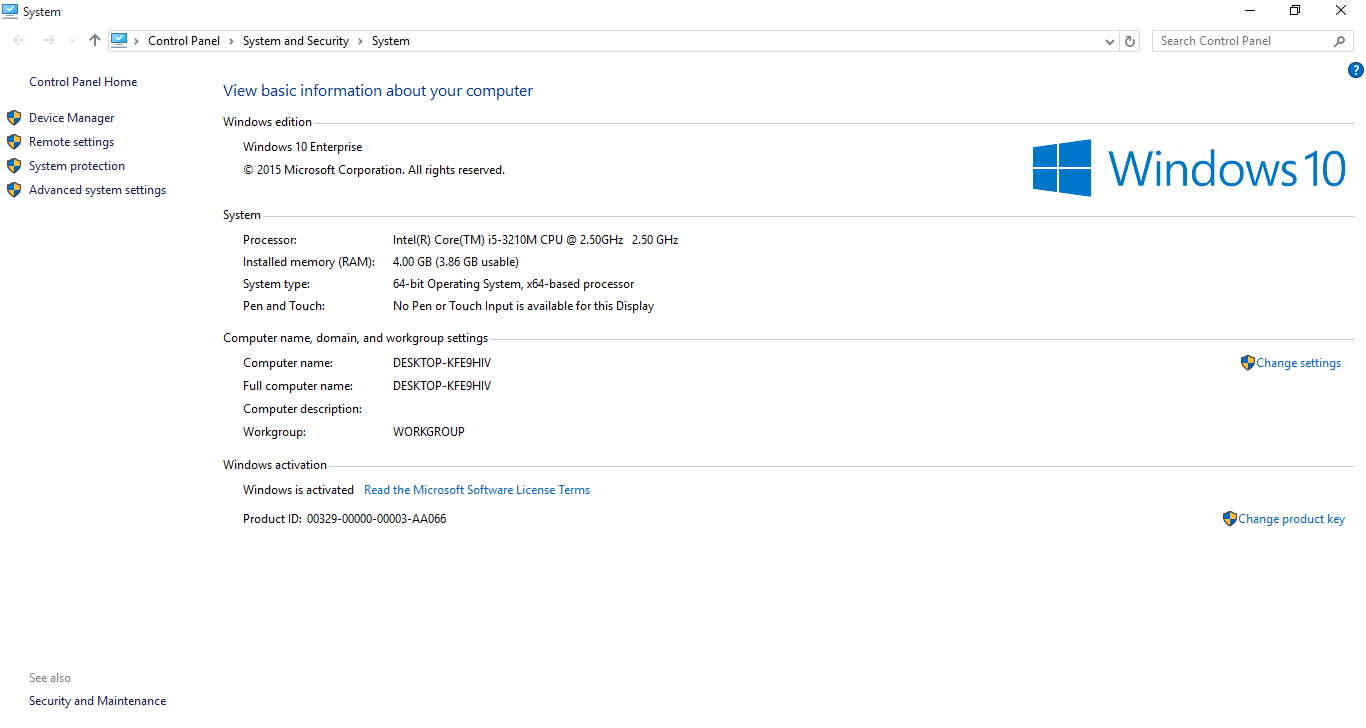 System
Control Panel > System and Security > System
Search Control Panel
?
Control Panel Home
Device Manager
Remote settings
System protection
Advanced system settings
View basic information about your computer
Windows edition
Windows 10 Enterprise
© 2015 Microsoft Corporation. All rights reserved.
Windows 10
System
Processor: Intel(R) Core(TM) i5-3210M CPU @ 2.50GHz 2.50 GHz
Installed memory (RAM): 4.00 GB (3.86 GB usable)
System type: 64-bit Operating System, x64-based processor
Pen and Touch: No Pen or Touch Input is available for this Display
Computer name, domain, and workgroup settings
Computer name: DESKTOP-KFE9HIV Change settings
Full computer name: DESKTOP-KFE9HIV
Computer description:
Workgroup: WORKGROUP
Windows activation
Windows is activated Read the Microsoft Software License Terms
Product ID: 00329-00000-00003-AA066 Change product key
See also
Security and Maintenance